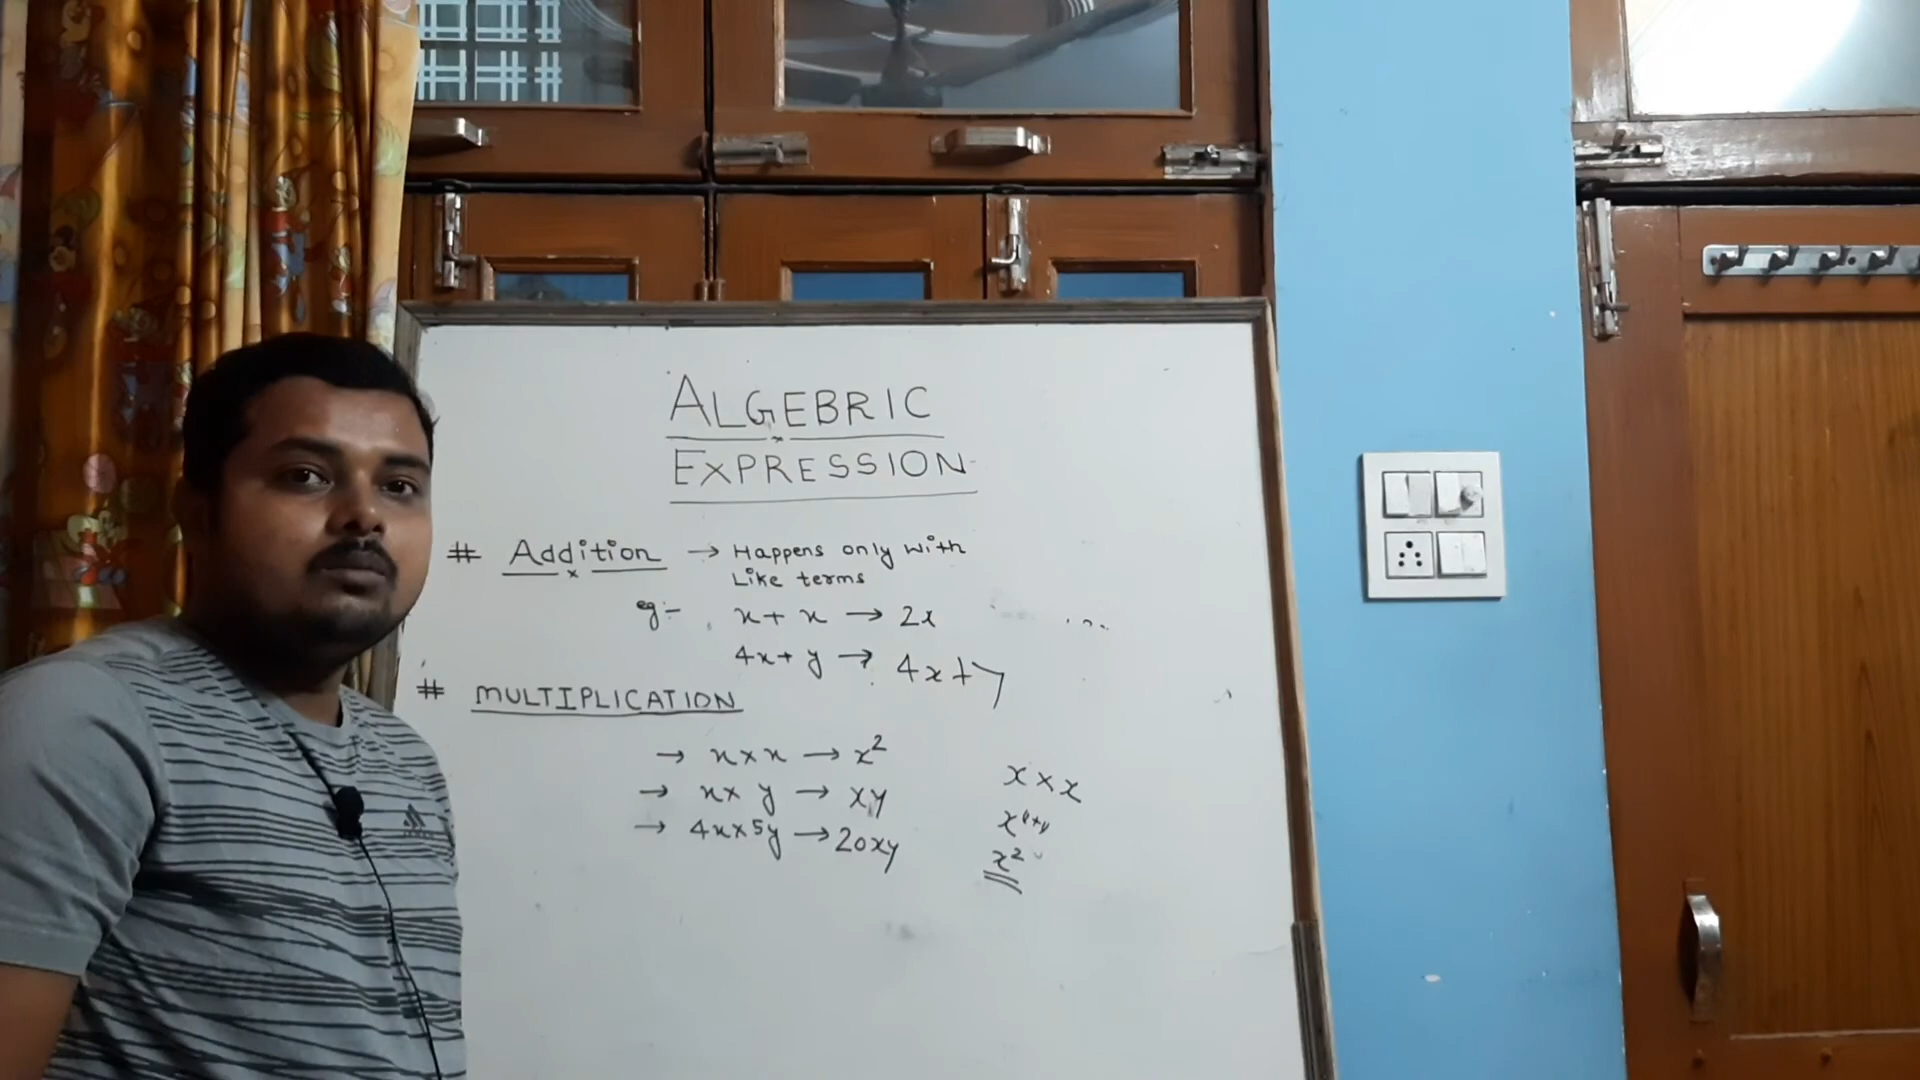 ALGEBRIC
EXPRESSION
# Addition → Happens only with
Like terms
eg:- x + x → 2x
4x + y → 4x + y
# MULTIPLICATION
→ x × x → x²
→ x × y → xy
→ 4x × 5y → 20xy
x × x
x¹⁺¹
x²